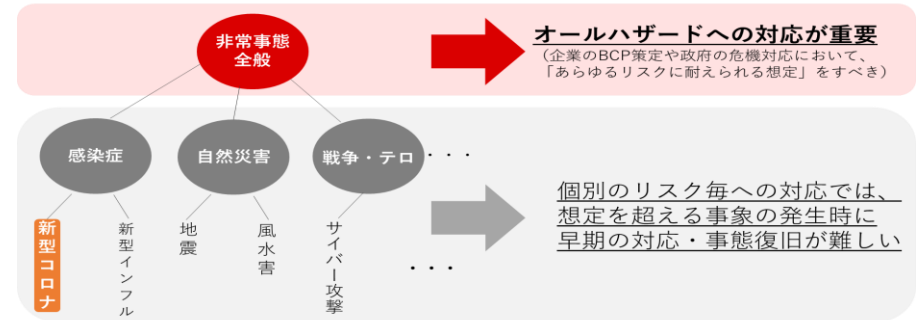 非常事態
全般
オールハザードへの対応が重要
（企業のBCP策定や政府の危機対応において、
「あらゆるリスクに耐えられる想定」をすべき）
感染症
自然災害
戦争・テロ
・・・
新型コロナ
新型インフル
地震
風水害
サイバー攻撃
・・・
個別のリスク毎への対応では、
想定を超える事象の発生時に
早期の対応・事態復旧が難しい